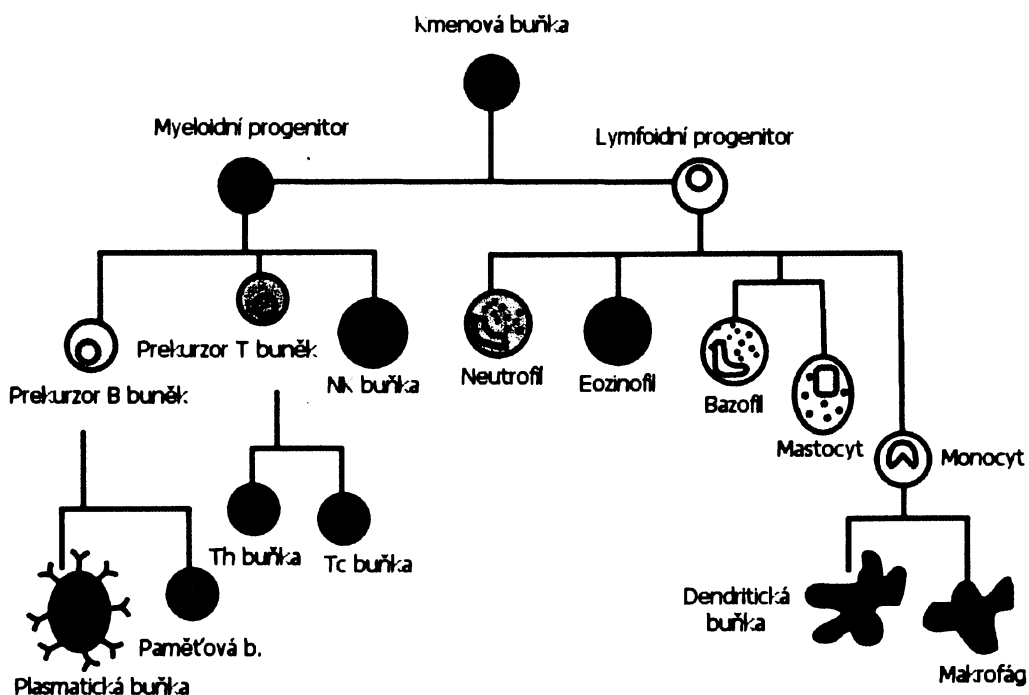 Kmenová buňka
Myeloidní progenitor
Lymfoidní progenitor
Prekurzor B buněk
Prekurzor T buněk
NK buňka
Neutrofil
Eozinofil
Bazofil
Mastocyt
Monocyt
Th buňka
Tc buňka
Plasmatická buňka
Paměťová b.
Dendritická
buňka
Makrofág